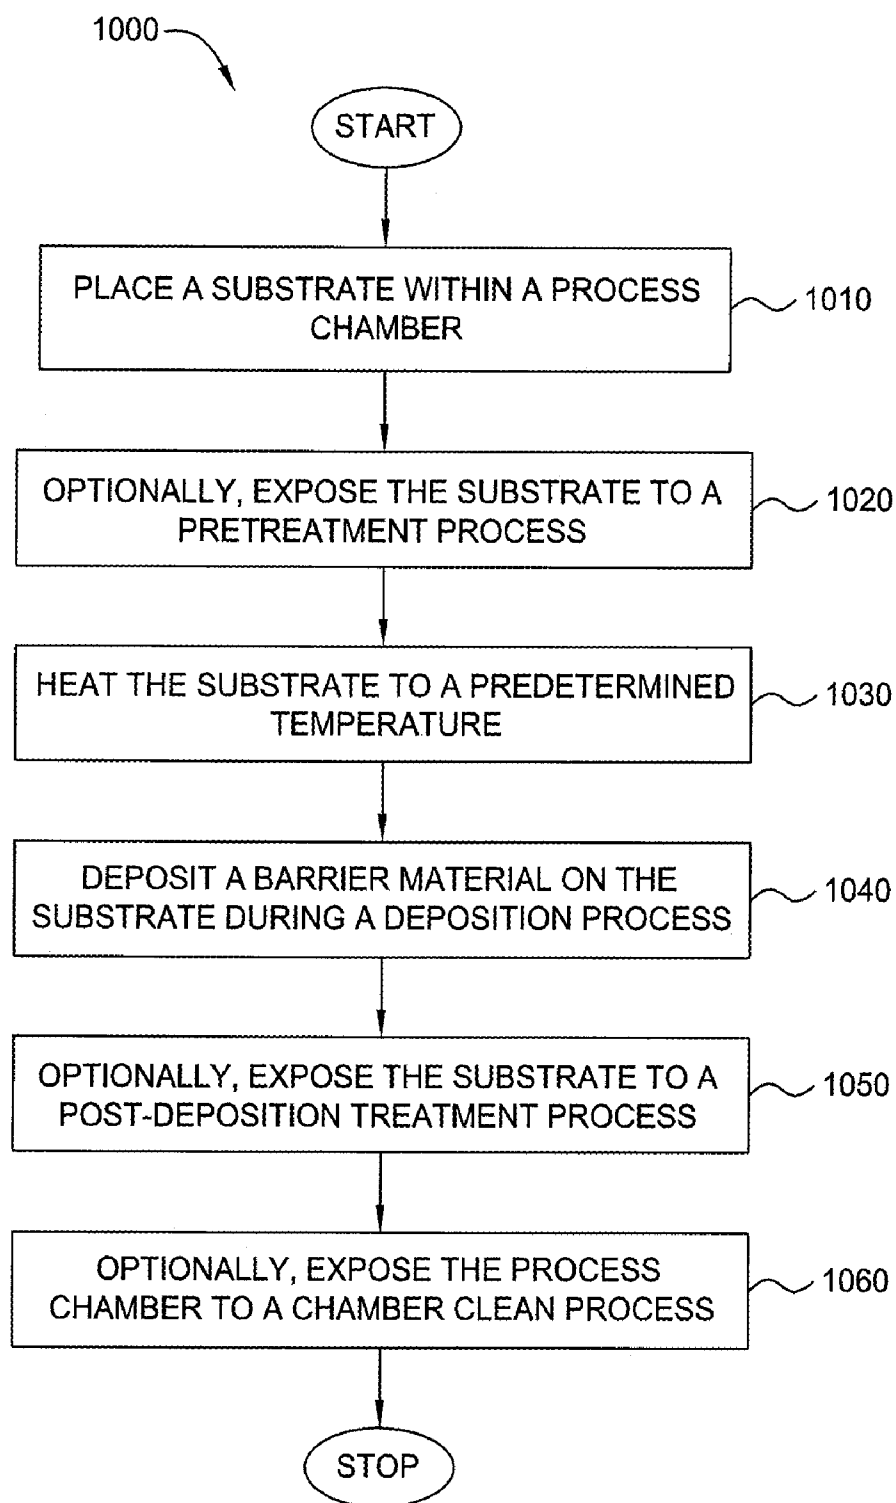 1000
START
PLACE A SUBSTRATE WITHIN A PROCESS
CHAMBER
1010
OPTIONALLY, EXPOSE THE SUBSTRATE TO A
PRETREATMENT PROCESS
1020
HEAT THE SUBSTRATE TO A PREDETERMINED
TEMPERATURE
1030
DEPOSIT A BARRIER MATERIAL ON THE
SUBSTRATE DURING A DEPOSITION PROCESS
1040
OPTIONALLY, EXPOSE THE SUBSTRATE TO A
POST-DEPOSITION TREATMENT PROCESS
1050
OPTIONALLY, EXPOSE THE PROCESS
CHAMBER TO A CHAMBER CLEAN PROCESS
1060
STOP